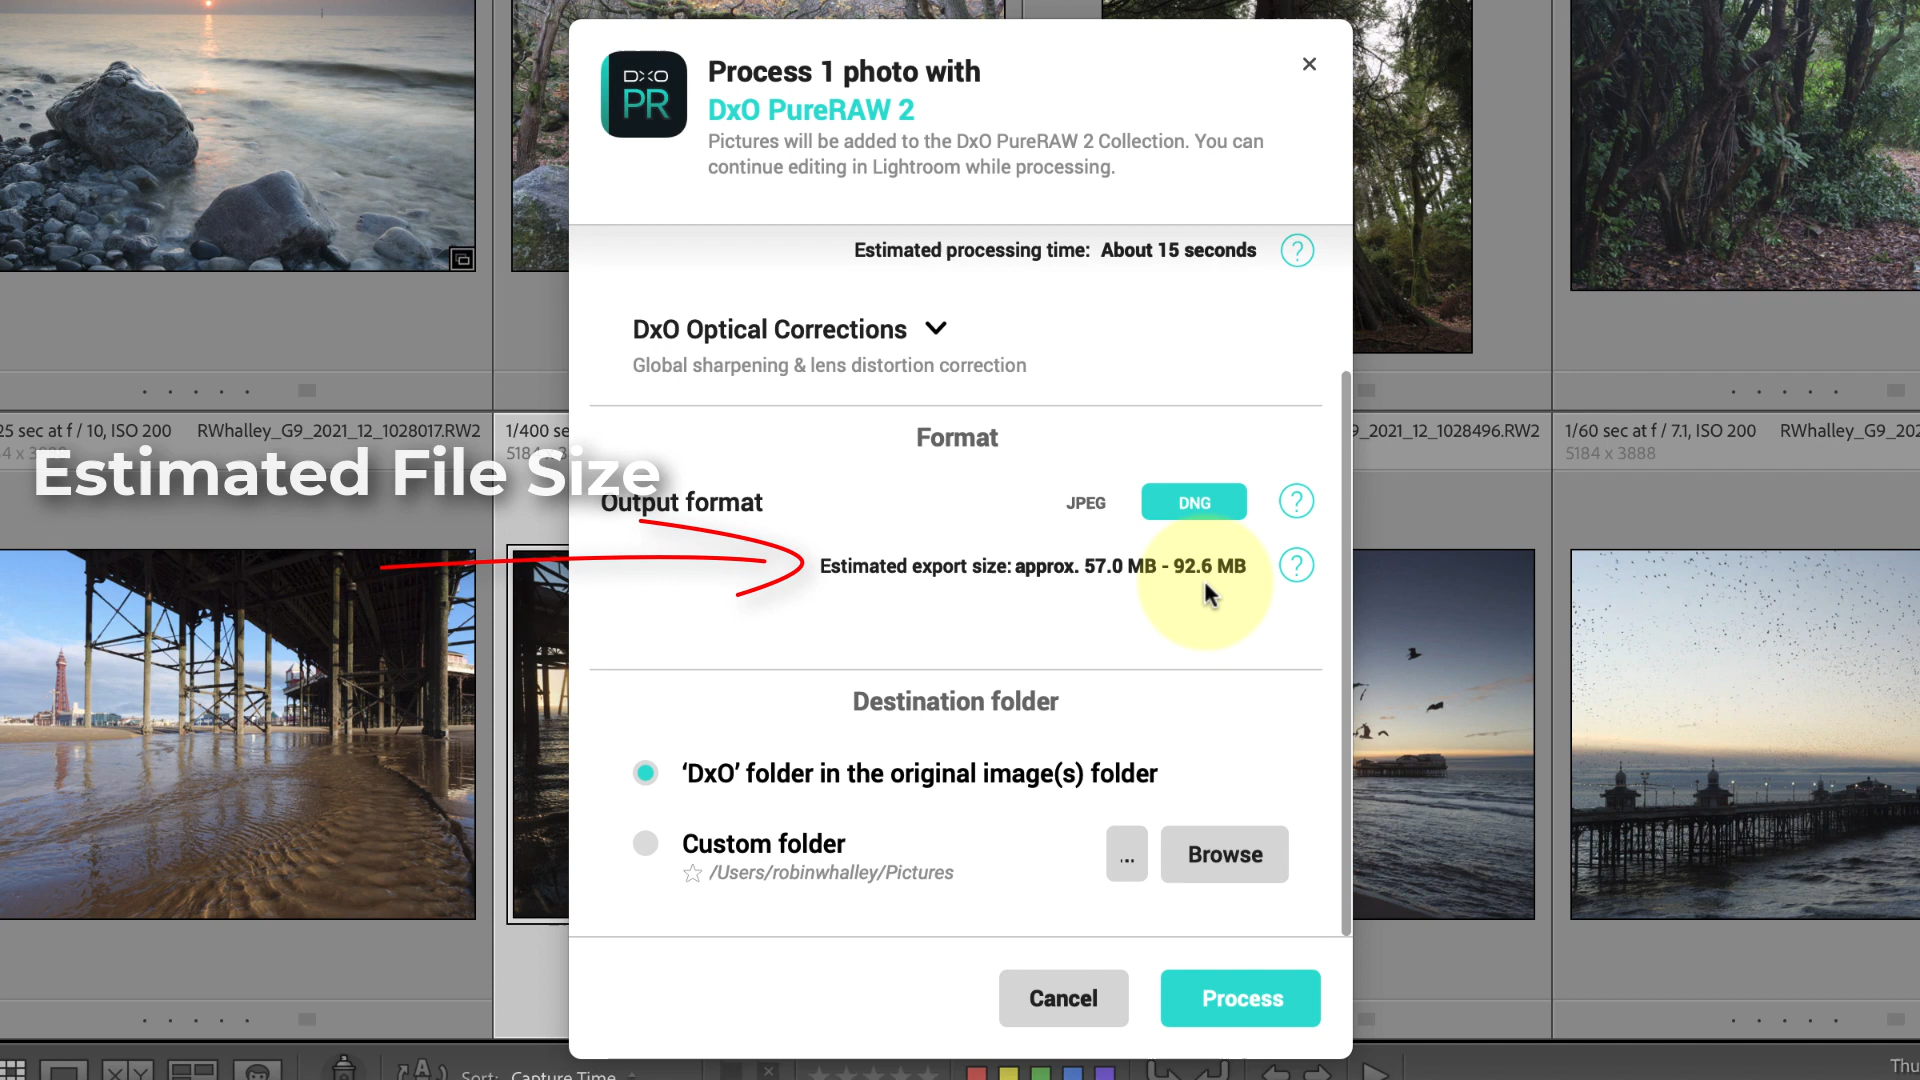 DXO
PR
Process 1 photo with
DxO PureRAW 2
Pictures will be added to the DxO PureRAW 2 Collection. You can
continue editing in Lightroom while processing.
Estimated processing time: About 15 seconds
?
DxO Optical Corrections
Global sharpening & lens distortion correction
25 sec at f / 10, ISO 200 RWhalley_G9_2021_12_1028017.RW2
1/400 se
9_2021_12_1028496.RW2
1/60 sec at f / 7.1, ISO 200 RWhalley_G9_202
5184 x 3888
Format
Estimated File Size
Output format
JPEG
DNG
?
Estimated export size: approx. 57.0 MB - 92.6 MB
?
Destination folder
‘DxO’ folder in the original image(s) folder
Custom folder
/Users/robinwhalley/Pictures
...
Browse
Cancel
Process
Sort: Capture Time
Thu